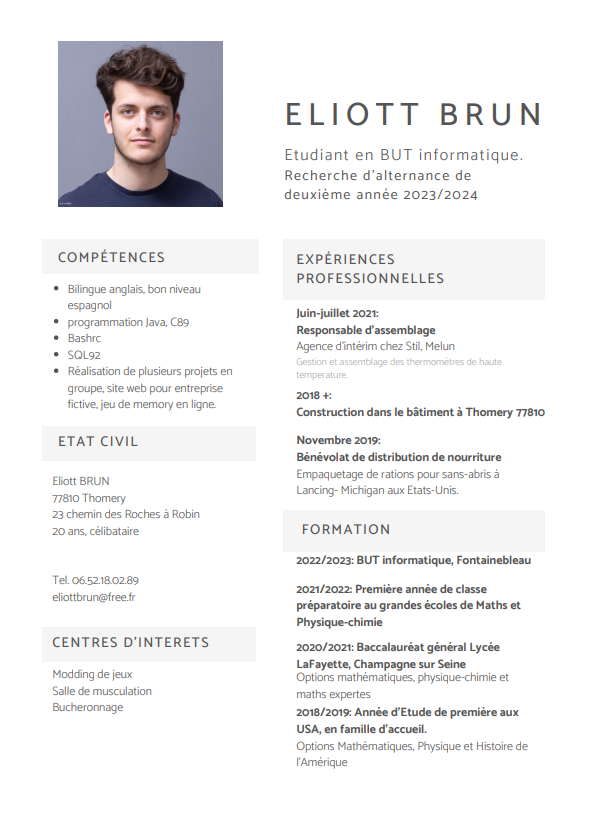 ELIOTT BRUN
Etudiant en BUT informatique.
Recherche d'alternance de
deuxième année 2023/2024
COMPÉTENCES
• Bilingue anglais, bon niveau
espagnol
• programmation Java, C89
• Bashrc
• SQL92
• Réalisation de plusieurs projets en
groupe, site web pour entreprise
fictive, jeu de memory en ligne.
ETAT CIVIL
Eliott BRUN
77810 Thomery
23 chemin des Roches à Robin
20 ans, célibataire
Tel. 06.52.18.02.89
eliottbrun@free.fr
CENTRES D'INTERETS
Modding de jeux
Salle de musculation
Bucheronnage
EXPÉRIENCES
PROFESSIONNELLES
Juin-juillet 2021:
Responsable d'assemblage
Agence d'intérim chez Stil, Melun
Gestion et assemblage des thermomètres de haute
temperature.
2018 +:
Construction dans le bâtiment à Thomery 77810
Novembre 2019:
Bénévolat de distribution de nourriture
Empaquetage de rations pour sans-abris à
Lancing- Michigan aux Etats-Unis.
FORMATION
2022/2023: BUT informatique, Fontainebleau
2021/2022: Première année de classe
préparatoire au grandes écoles de Maths et
Physique-chimie
2020/2021: Baccalauréat général Lycée
LaFayette, Champagne sur Seine
Options mathématiques, physique-chimie et
maths expertes
2018/2019: Année d'Etude de première aux
USA, en famille d'accueil.
Options Mathématiques, Physique et Histoire de
l'Amérique